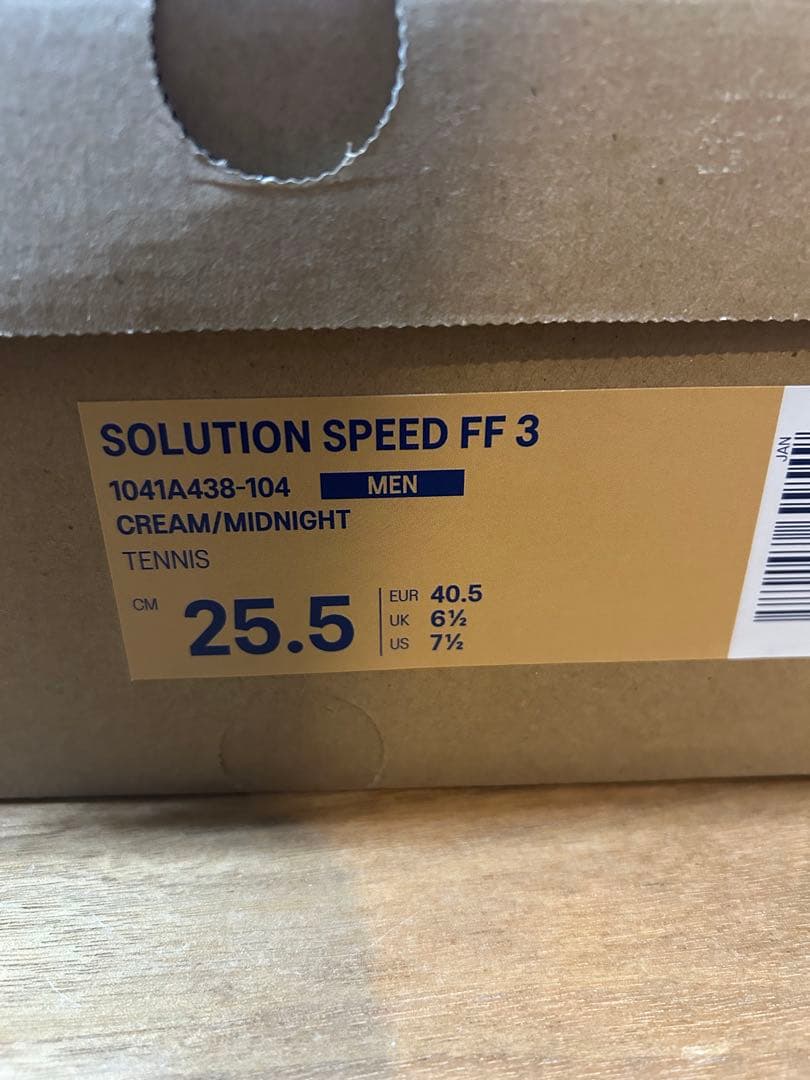 SOLUTION SPEED FF 3
1041A438-104 MEN
CREAM/MIDNIGHT
TENNIS
CM 25.5
EUR 40.5
UK 6½
US 7½
JAN